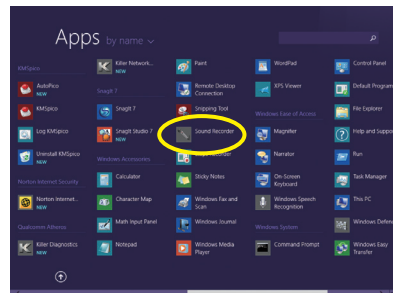 Apps by name
KMSpico
AutoPico
NEW
KMSpico
NEW
Log KMSpico
NEW
Uninstall KMSpico
NEW
Norton Internet Security
Norton Internet...
NEW
Qualcomm Atheros
Killer Diagnostics
NEW
Killer Network...
NEW
Snagit 7
Snagit 7
Snagit Studio 7
NEW
Windows Accessories
Calculator
Character Map
Math Input Panel
Notepad
Paint
Remote Desktop
Connection
Snipping Tool
Sound Recorder
Recorder
Sticky Notes
Windows Fax and
Scan
Windows Journal
Windows Media
Player
WordPad
XPS Viewer
Windows Ease of Access
Magnifier
Narrator
On-Screen
Keyboard
Windows Speech
Recognition
Windows System
Command Prompt
Control Panel
Default Program
File Explorer
Help and Suppo
Run
Task Manager
This PC
Windows Defen
Windows Easy
Transfer